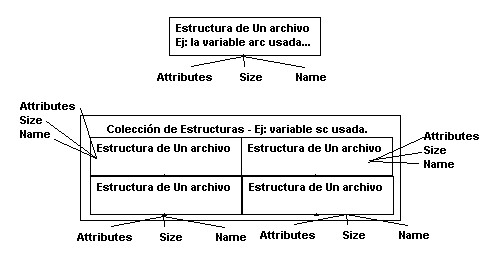 Estructura de Un archivo
Ej: la variable arc usada...
Attributes Size Name
Attributes
Size
Name
Colección de Estructuras - Ej: variable sc usada.
Estructura de Un archivo Estructura de Un archivo
Attributes
Size
Name
Estructura de Un archivo Estructura de Un archivo
Attributes Size Name Attributes Size Name